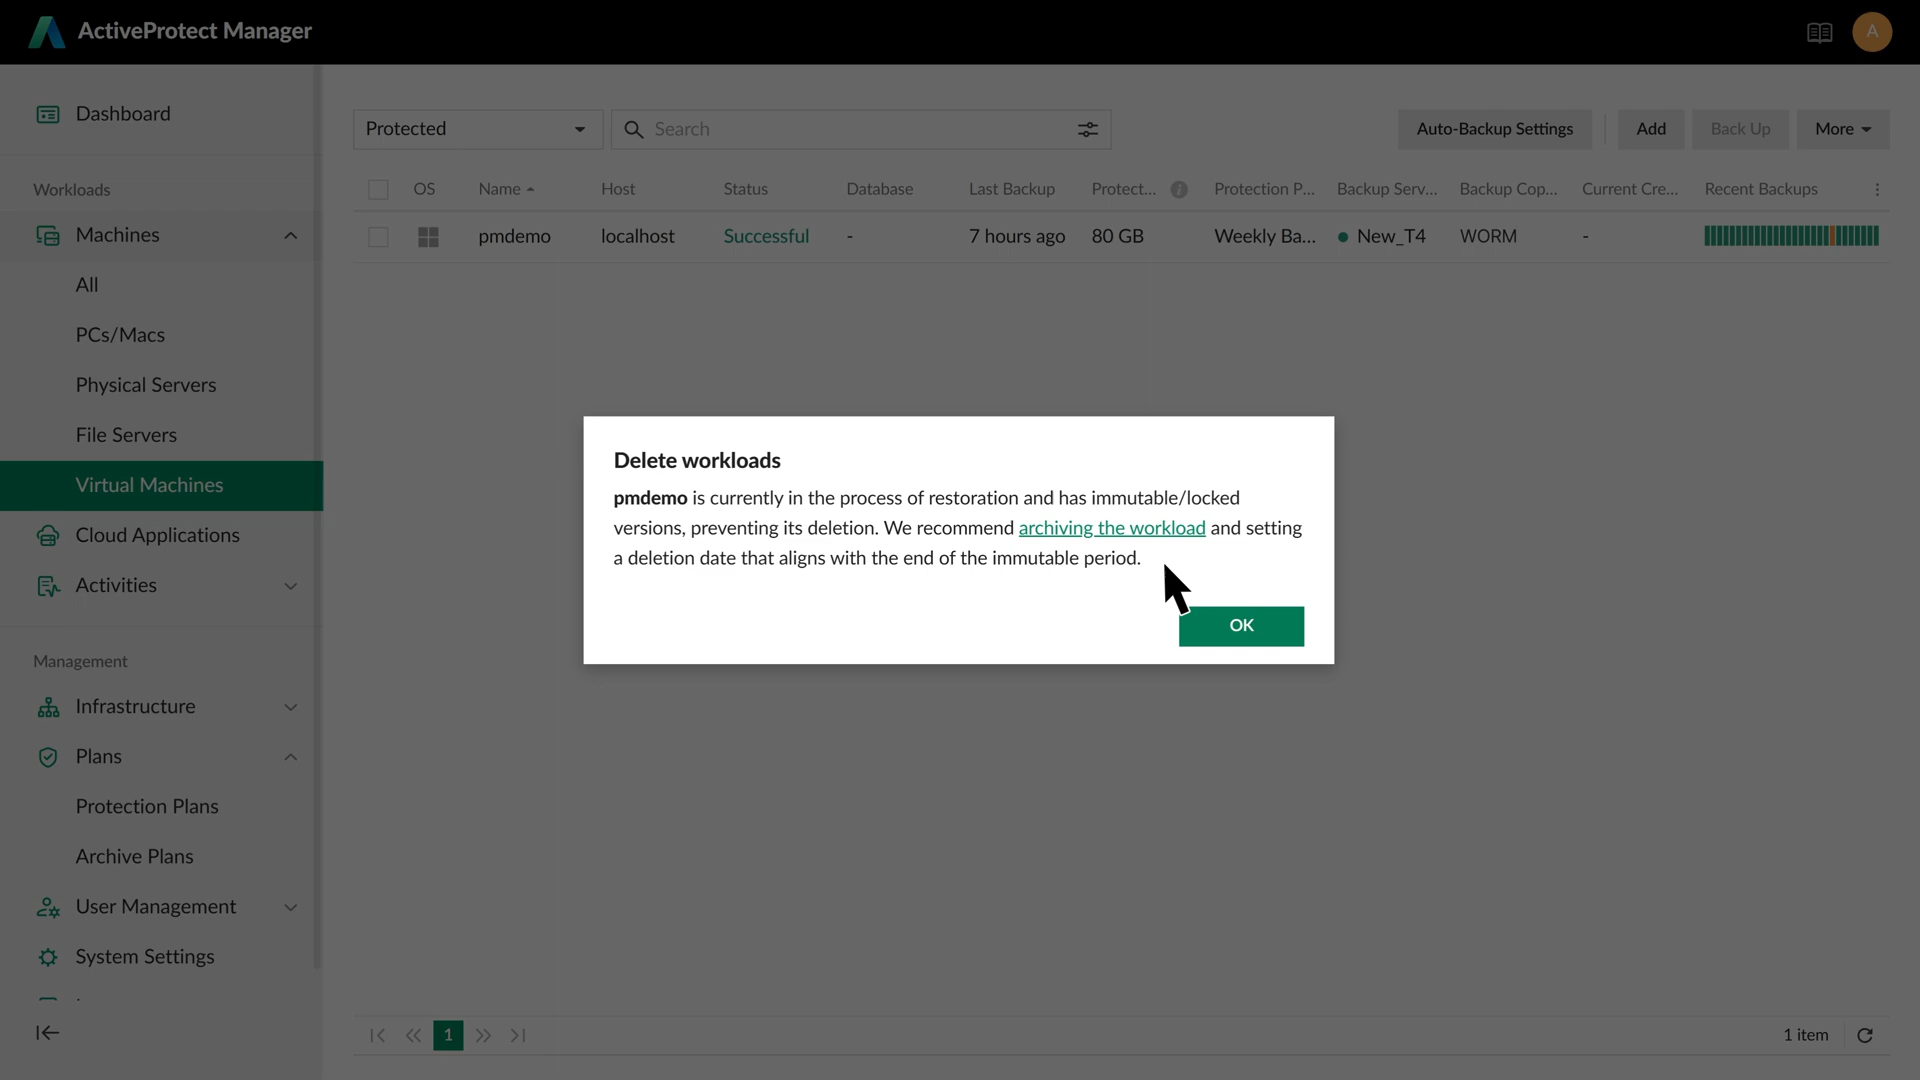 ActiveProtect Manager
A
Dashboard
Workloads
Machines
All
PCs/Macs
Physical Servers
File Servers
Virtual Machines
Cloud Applications
Activities
Management
Infrastructure
Plans
Protection Plans
Archive Plans
User Management
System Settings
Protected
Search
Auto-Backup Settings
Add
Back Up
More
OS Name Host Status Database Last Backup Protect... Protection P... Backup Serv... Backup Cop... Current Cre... Recent Backups
pmdemo localhost Successful - 7 hours ago 80 GB Weekly Ba... New_T4 WORM -
Delete workloads
pmdemo is currently in the process of restoration and has immutable/locked
versions, preventing its deletion. We recommend archiving the workload and setting
a deletion date that aligns with the end of the immutable period.
OK
1
1 item